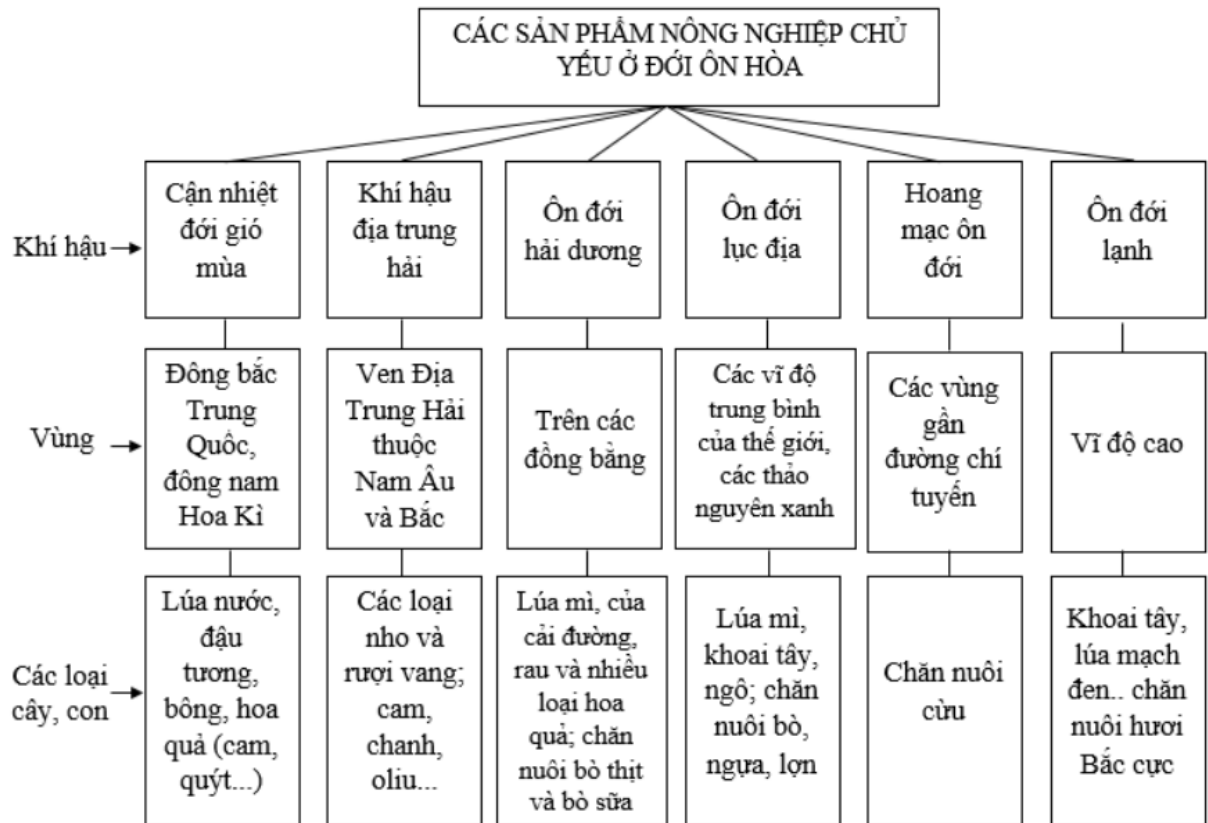 CÁC SẢN PHẨM NÔNG NGHIỆP CHỦ
YẾU Ở ĐỚI ÔN HÒA
Khí hậu
Cận nhiệt
đới gió
mùa
Khí hậu
địa trung
hải
Ôn đới
hải dương
Ôn đới
lục địa
Hoang
mạc ôn
đới
Ôn đới
lạnh
Vùng
Đông bắc
Trung
Quốc,
đông nam
Hoa Kì
Ven Địa
Trung Hải
thuộc
Nam Âu
và Bắc
Trên các
đồng bằng
Các vĩ độ
trung bình
của thế giới,
các thảo
nguyên xanh
Các vùng
gần
đường chí
tuyến
Vĩ độ cao
Các loại
cây, con
Lúa nước,
đậu
tương,
bông, hoa
quả (cam,
quýt...)
Các loại
nho và
rượi vang;
cam,
chanh,
oliu...
Lúa mì, của
cải đường,
rau và nhiều
loại hoa
quả; chăn
nuôi bò thịt
và bò sữa
Lúa mì,
khoai tây,
ngô; chăn
nuôi bò,
ngựa, lợn
Chăn nuôi
cừu
Khoai tây,
lúa mạch
đen.. chăn
nuôi hươi
Bắc cực